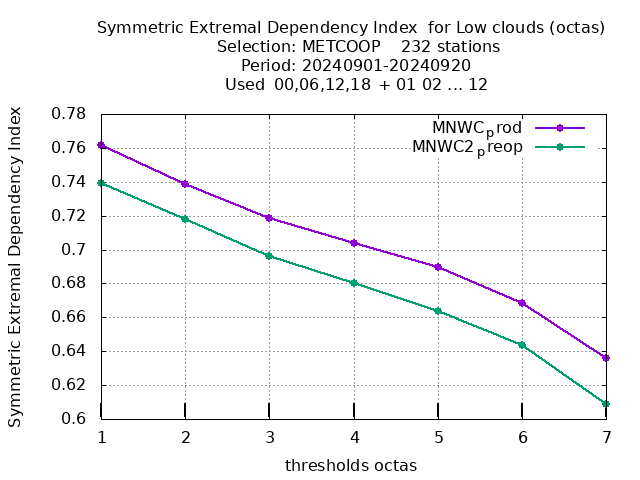 Symmetric Extremal Dependency Index  for Low clouds (octas)
Selection: METCOOP    232 stations
Period: 20240901-20240920
Used  00,06,12,18 + 01 02 ... 12
MNWCprod
MNWC2preop
Symmetric Extremal Dependency Index
0.78
0.76
0.74
0.72
0.7
0.68
0.66
0.64
0.62
0.6
1 2 3 4 5 6 7
thresholds octas